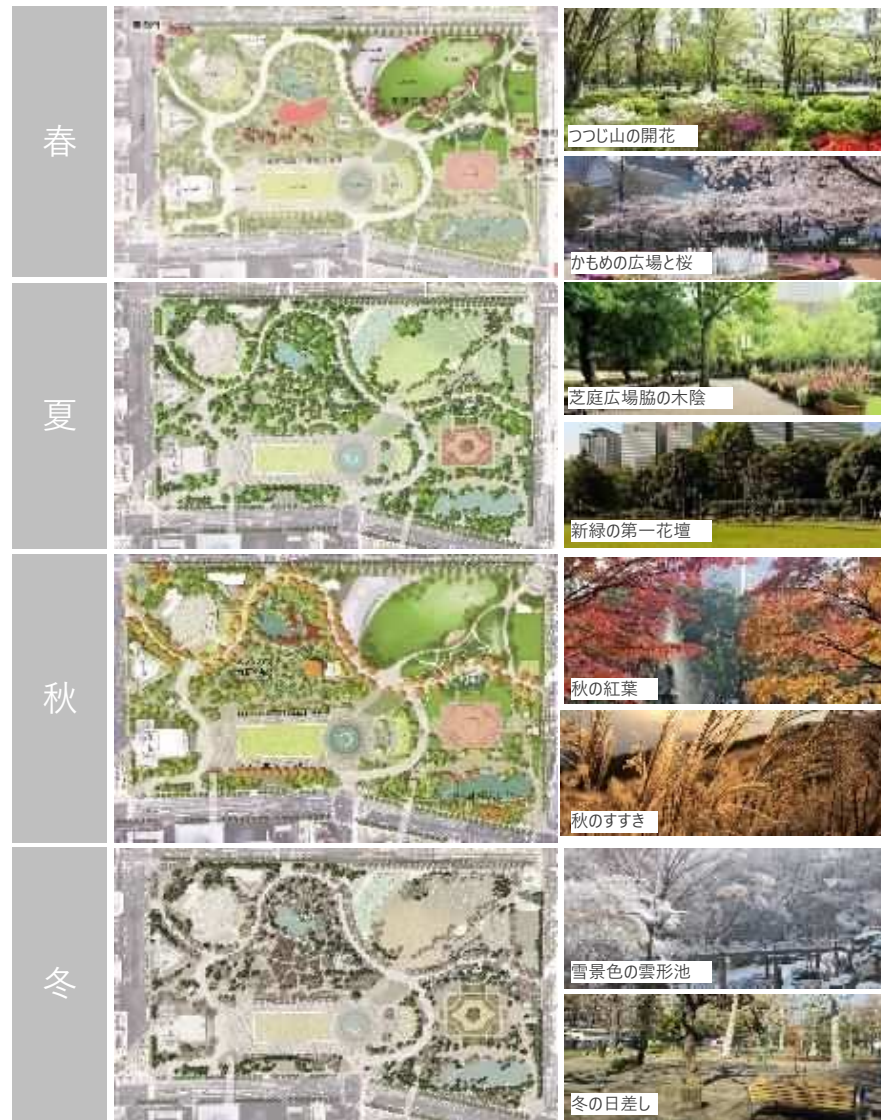 春
つつじ山の開花
かもめの広場と桜
夏
芝庭広場脇の木陰
新緑の第一花壇
秋
秋の紅葉
秋のすすき
冬
雪景色の雲形池
冬の日差し